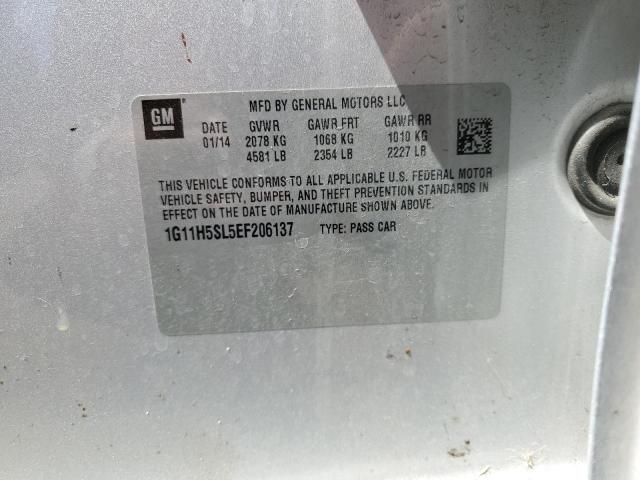 GM
MFD BY GENERAL MOTORS LLC
DATE GVWR GAWR FRT GAWR RR
01/14 2078 KG 1068 KG 1010 KG
4581 LB 2354 LB 2227 LB
THIS VEHICLE CONFORMS TO ALL APPLICABLE U.S. FEDERAL MOTOR
VEHICLE SAFETY, BUMPER, AND THEFT PREVENTION STANDARDS IN
EFFECT ON THE DATE OF MANUFACTURE SHOWN ABOVE.
1G11H5SL5EF206137 TYPE: PASS CAR